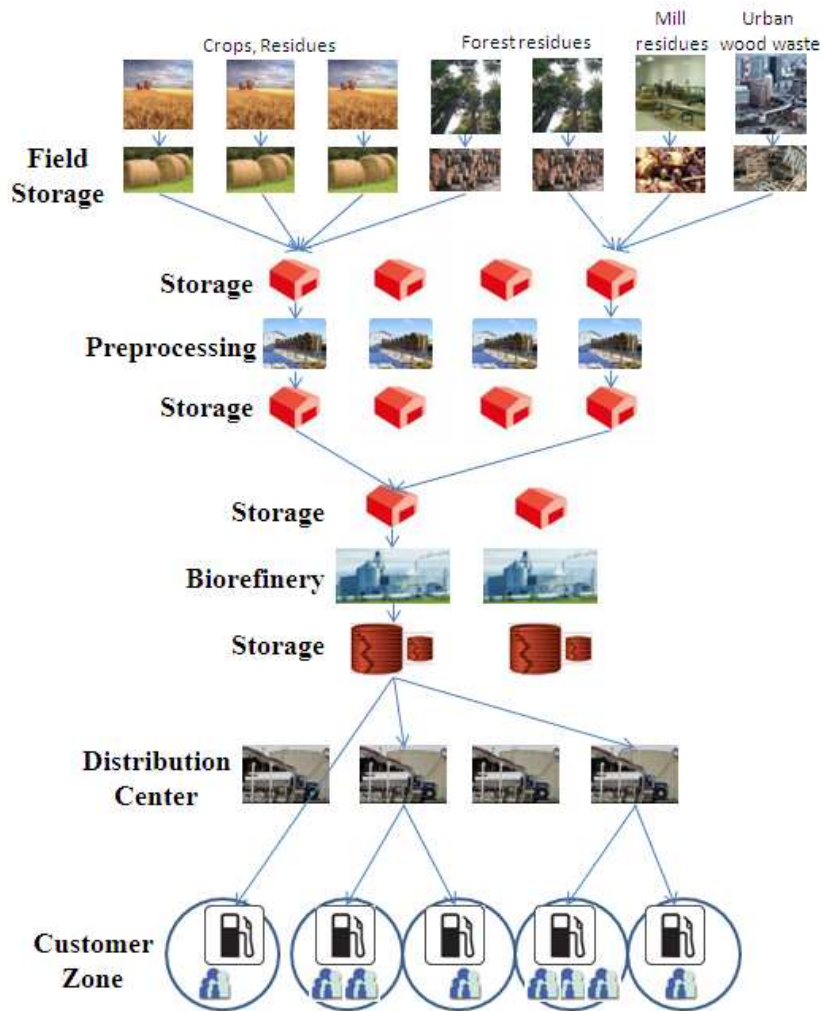 Crops, Residues
Forest residues
Mill
residues
Urban
wood waste
Field
Storage
Storage
Preprocessing
Storage
Storage
Biorefinery
Storage
Distribution
Center
Customer
Zone